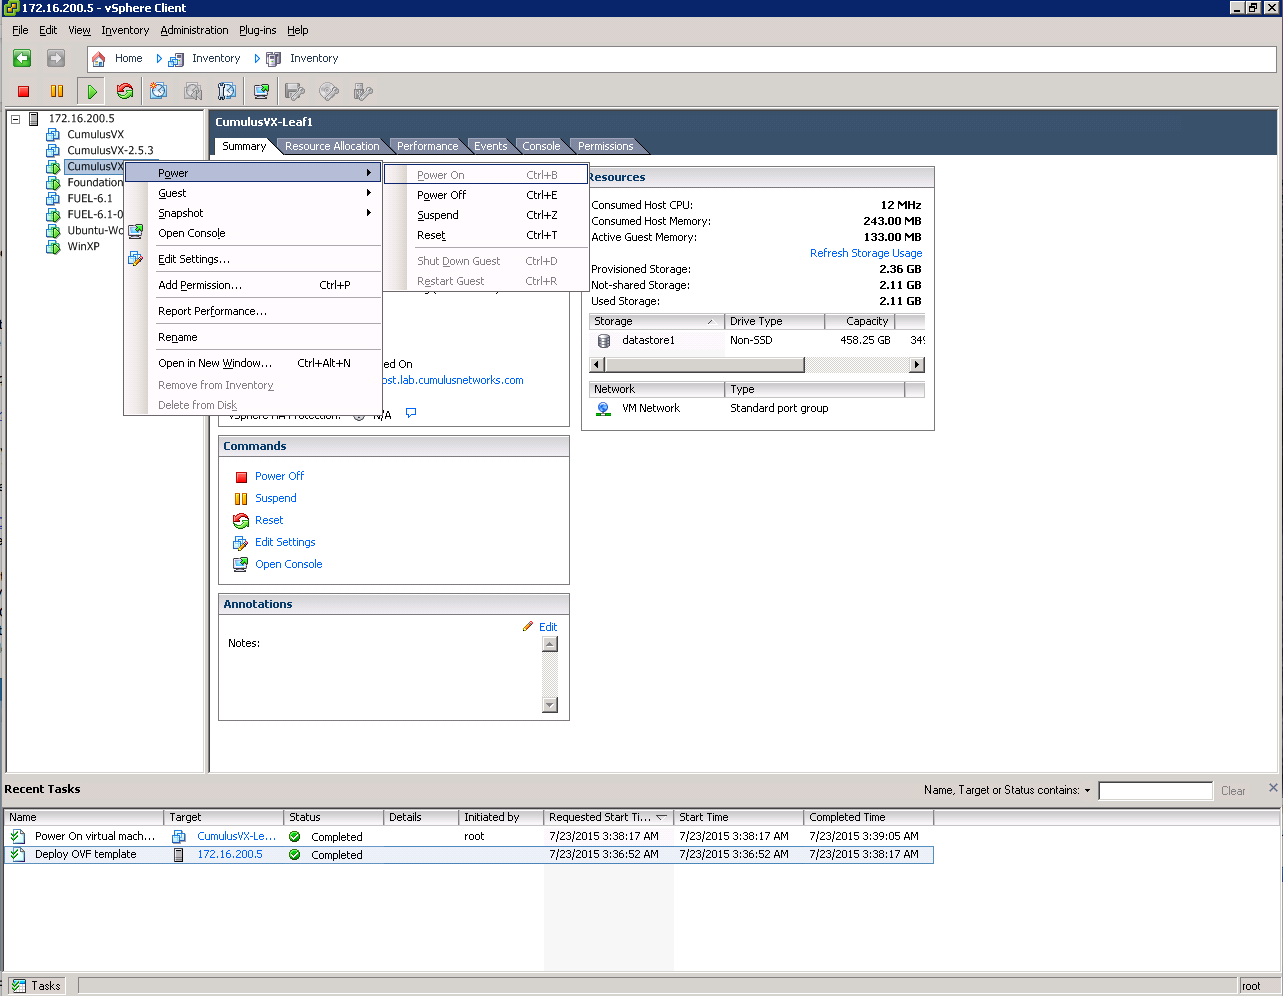 172.16.200.5 - vSphere Client
File Edit View Inventory Administration Plug-ins Help
Home Inventory Inventory
172.16.200.5
CumulusVX
CumulusVX-2.5.3
CumulusVX
Foundation
FUEL-6.1
FUEL-6.1-0
Ubuntu-Wo
WinXP
CumulusVX-Leaf1
Summary Resource Allocation Performance Events Console Permissions
Power
Guest
Snapshot
Open Console
Edit Settings...
Add Permission... Ctrl+P
Report Performance...
Rename
Open in New Window... Ctrl+Alt+N
Remove from Inventory
Delete from Disk
Power On Ctrl+B
Power Off Ctrl+E
Suspend Ctrl+Z
Reset Ctrl+T
Shut Down Guest Ctrl+D
Restart Guest Ctrl+R
ed On
ost.lab.cumulusnetworks.com
vSphere HA Protection: N/A
Resources
Consumed Host CPU: 12 MHz
Consumed Host Memory: 243.00 MB
Active Guest Memory: 133.00 MB
Refresh Storage Usage
Provisioned Storage: 2.36 GB
Not-shared Storage: 2.11 GB
Used Storage: 2.11 GB
Storage Drive Type Capacity
datastore1 Non-SSD 458.25 GB 349
Network Type
VM Network Standard port group
Commands
Power Off
Suspend
Reset
Edit Settings
Open Console
Annotations
Edit
Notes:
Recent Tasks
Name, Target or Status contains: Clear
Name Target Status Details Initiated by Requested Start Ti... Start Time Completed Time
Power On virtual mach... CumulusVX-Le... Completed root 7/23/2015 3:38:17 AM 7/23/2015 3:38:17 AM 7/23/2015 3:39:05 AM
Deploy OVF template 172.16.200.5 Completed 7/23/2015 3:36:52 AM 7/23/2015 3:36:52 AM 7/23/2015 3:38:17 AM
Tasks root